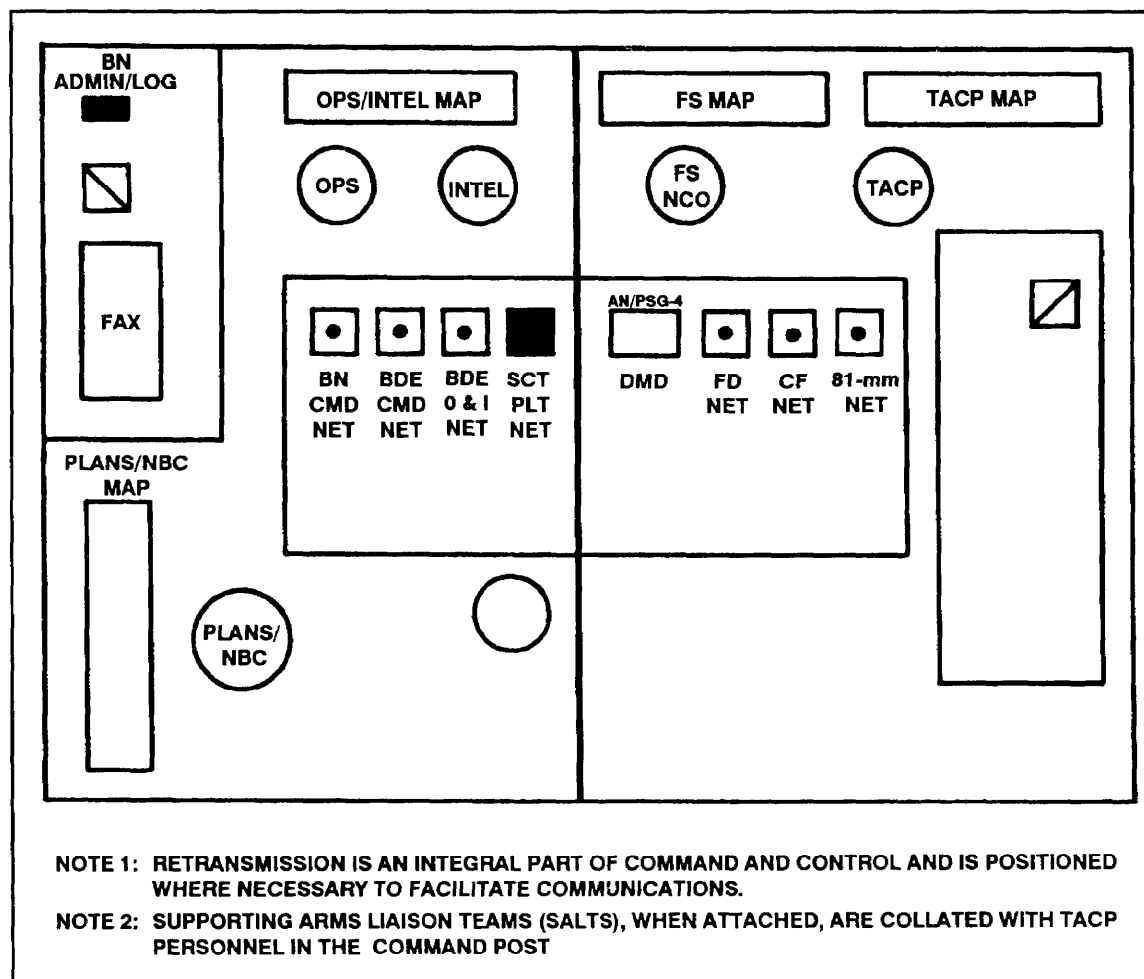 BN
ADMIN/LOG
OPS/INTEL MAP
FS MAP
TACP MAP
OPS
INTEL
FS
NCO
TACP
FAX
AN/PSG-4
BN
CMD
NET
BDE
CMD
NET
BDE
0 & I
NET
SCT
PLT
NET
DMD
FD
NET
CF
NET
81-mm
NET
PLANS/NBC
MAP
PLANS/
NBC
NOTE 1: RETRANSMISSION IS AN INTEGRAL PART OF COMMAND AND CONTROL AND IS POSITIONED
WHERE NECESSARY TO FACILITATE COMMUNICATIONS.
NOTE 2: SUPPORTING ARMS LIAISON TEAMS (SALTS), WHEN ATTACHED, ARE COLLATED WITH TACP
PERSONNEL IN THE COMMAND POST